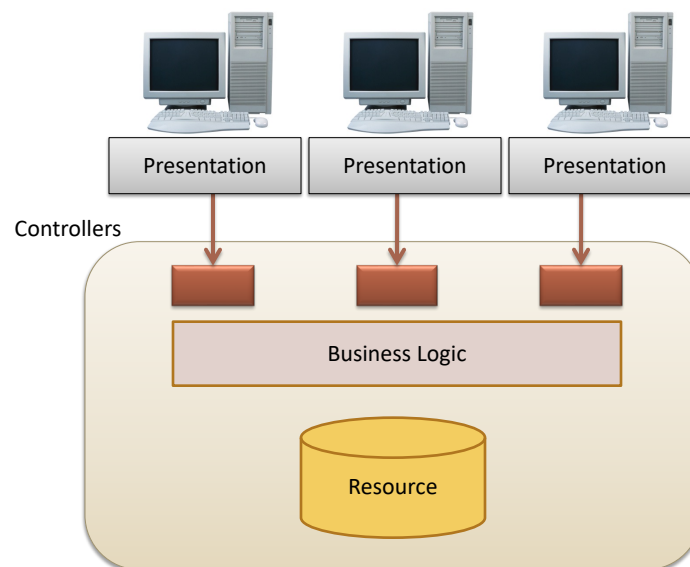 Presentation
Presentation
Presentation
Controllers
Business Logic
Resource